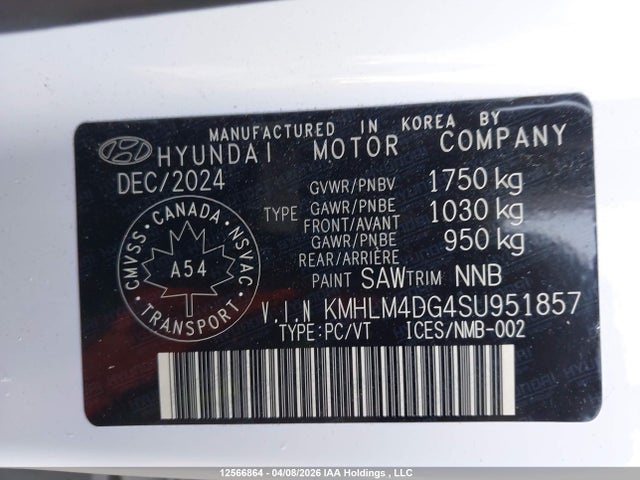 MANUFACTURED IN KOREA BY
HYUNDAI MOTOR COMPANY
DEC/2024
GVWR/PNBV 1750 kg
TYPE GAWR/PNBE FRONT/AVANT 1030 kg
GAWR/PNBE REAR/ARRIÈRE 950 kg
PAINT SAW TRIM NNB
CMVSS · CANADA · NSVAC · TRANSPORT ·
A54
V.I.N KMHLM4DG4SU951857
TYPE:PC/VT ICES/NMB-002
12566864 - 04/08/2026 IAA Holdings , LLC